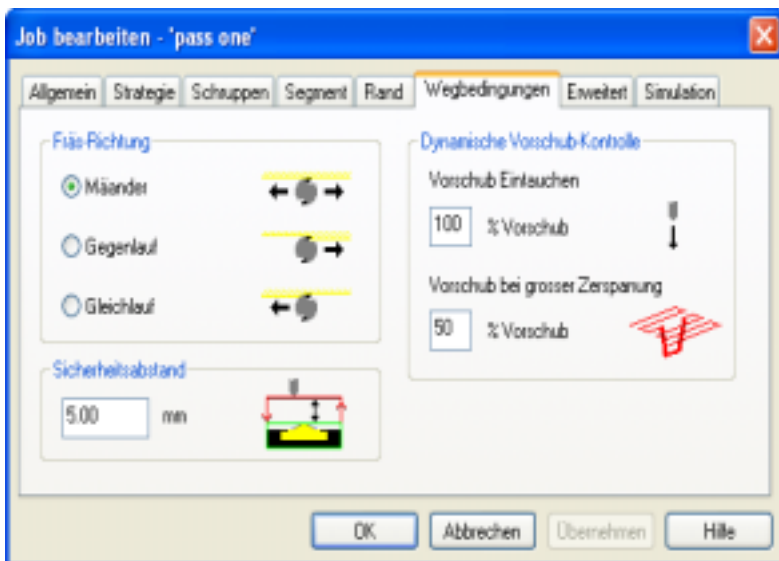 Job bearbeiten - 'pass one'
Allgemein Strategie Schruppen Segment Rand Wegbedingungen Erweitert Simulation
Fräs-Richtung
Mäander
Gegenlauf
Gleichlauf
Sicherheitsabstand
5.00 mm
Dynamische Vorschub-Kontrolle
Vorschub Eintauchen
100 % Vorschub
Vorschub bei grosser Zerspanung
50 % Vorschub
OK Abbrechen Übernehmen Hilfe